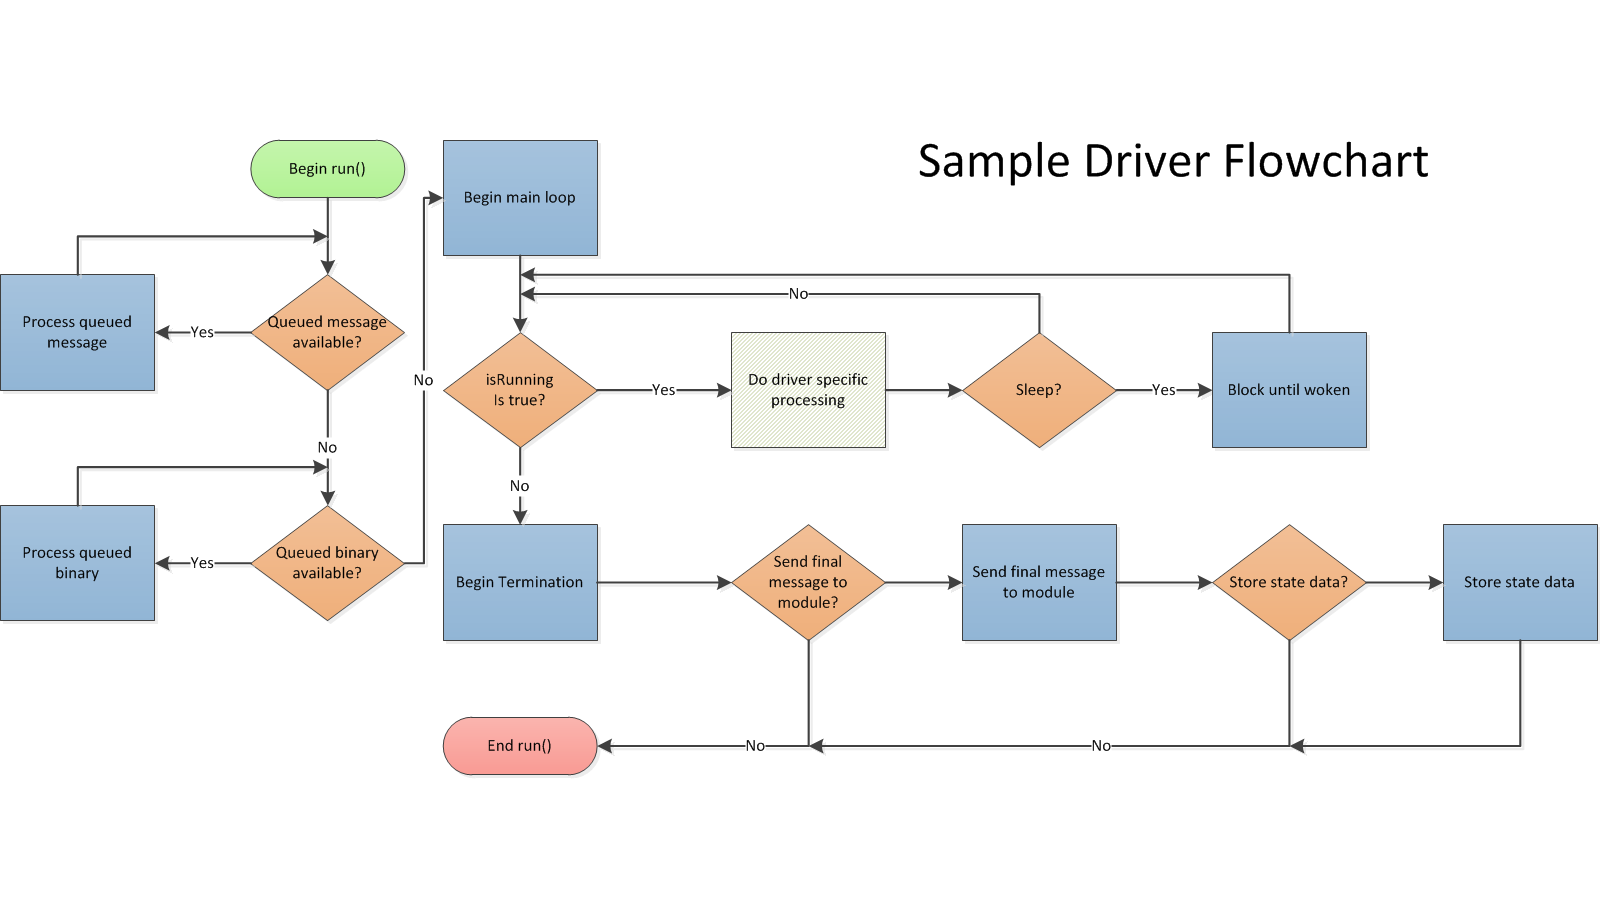 Sample Driver Flowchart
Begin run()
Begin main loop
Process queued
message
Yes
Queued message
available?
No
No
No
isRunning
Is true?
Yes
Do driver specific
processing
Sleep?
Yes
Block until woken
No
No
Process queued
binary
Yes
Queued binary
available?
Begin Termination
Send final
message to
module?
Send final message
to module
Store state data?
Store state data
End run()
No
No